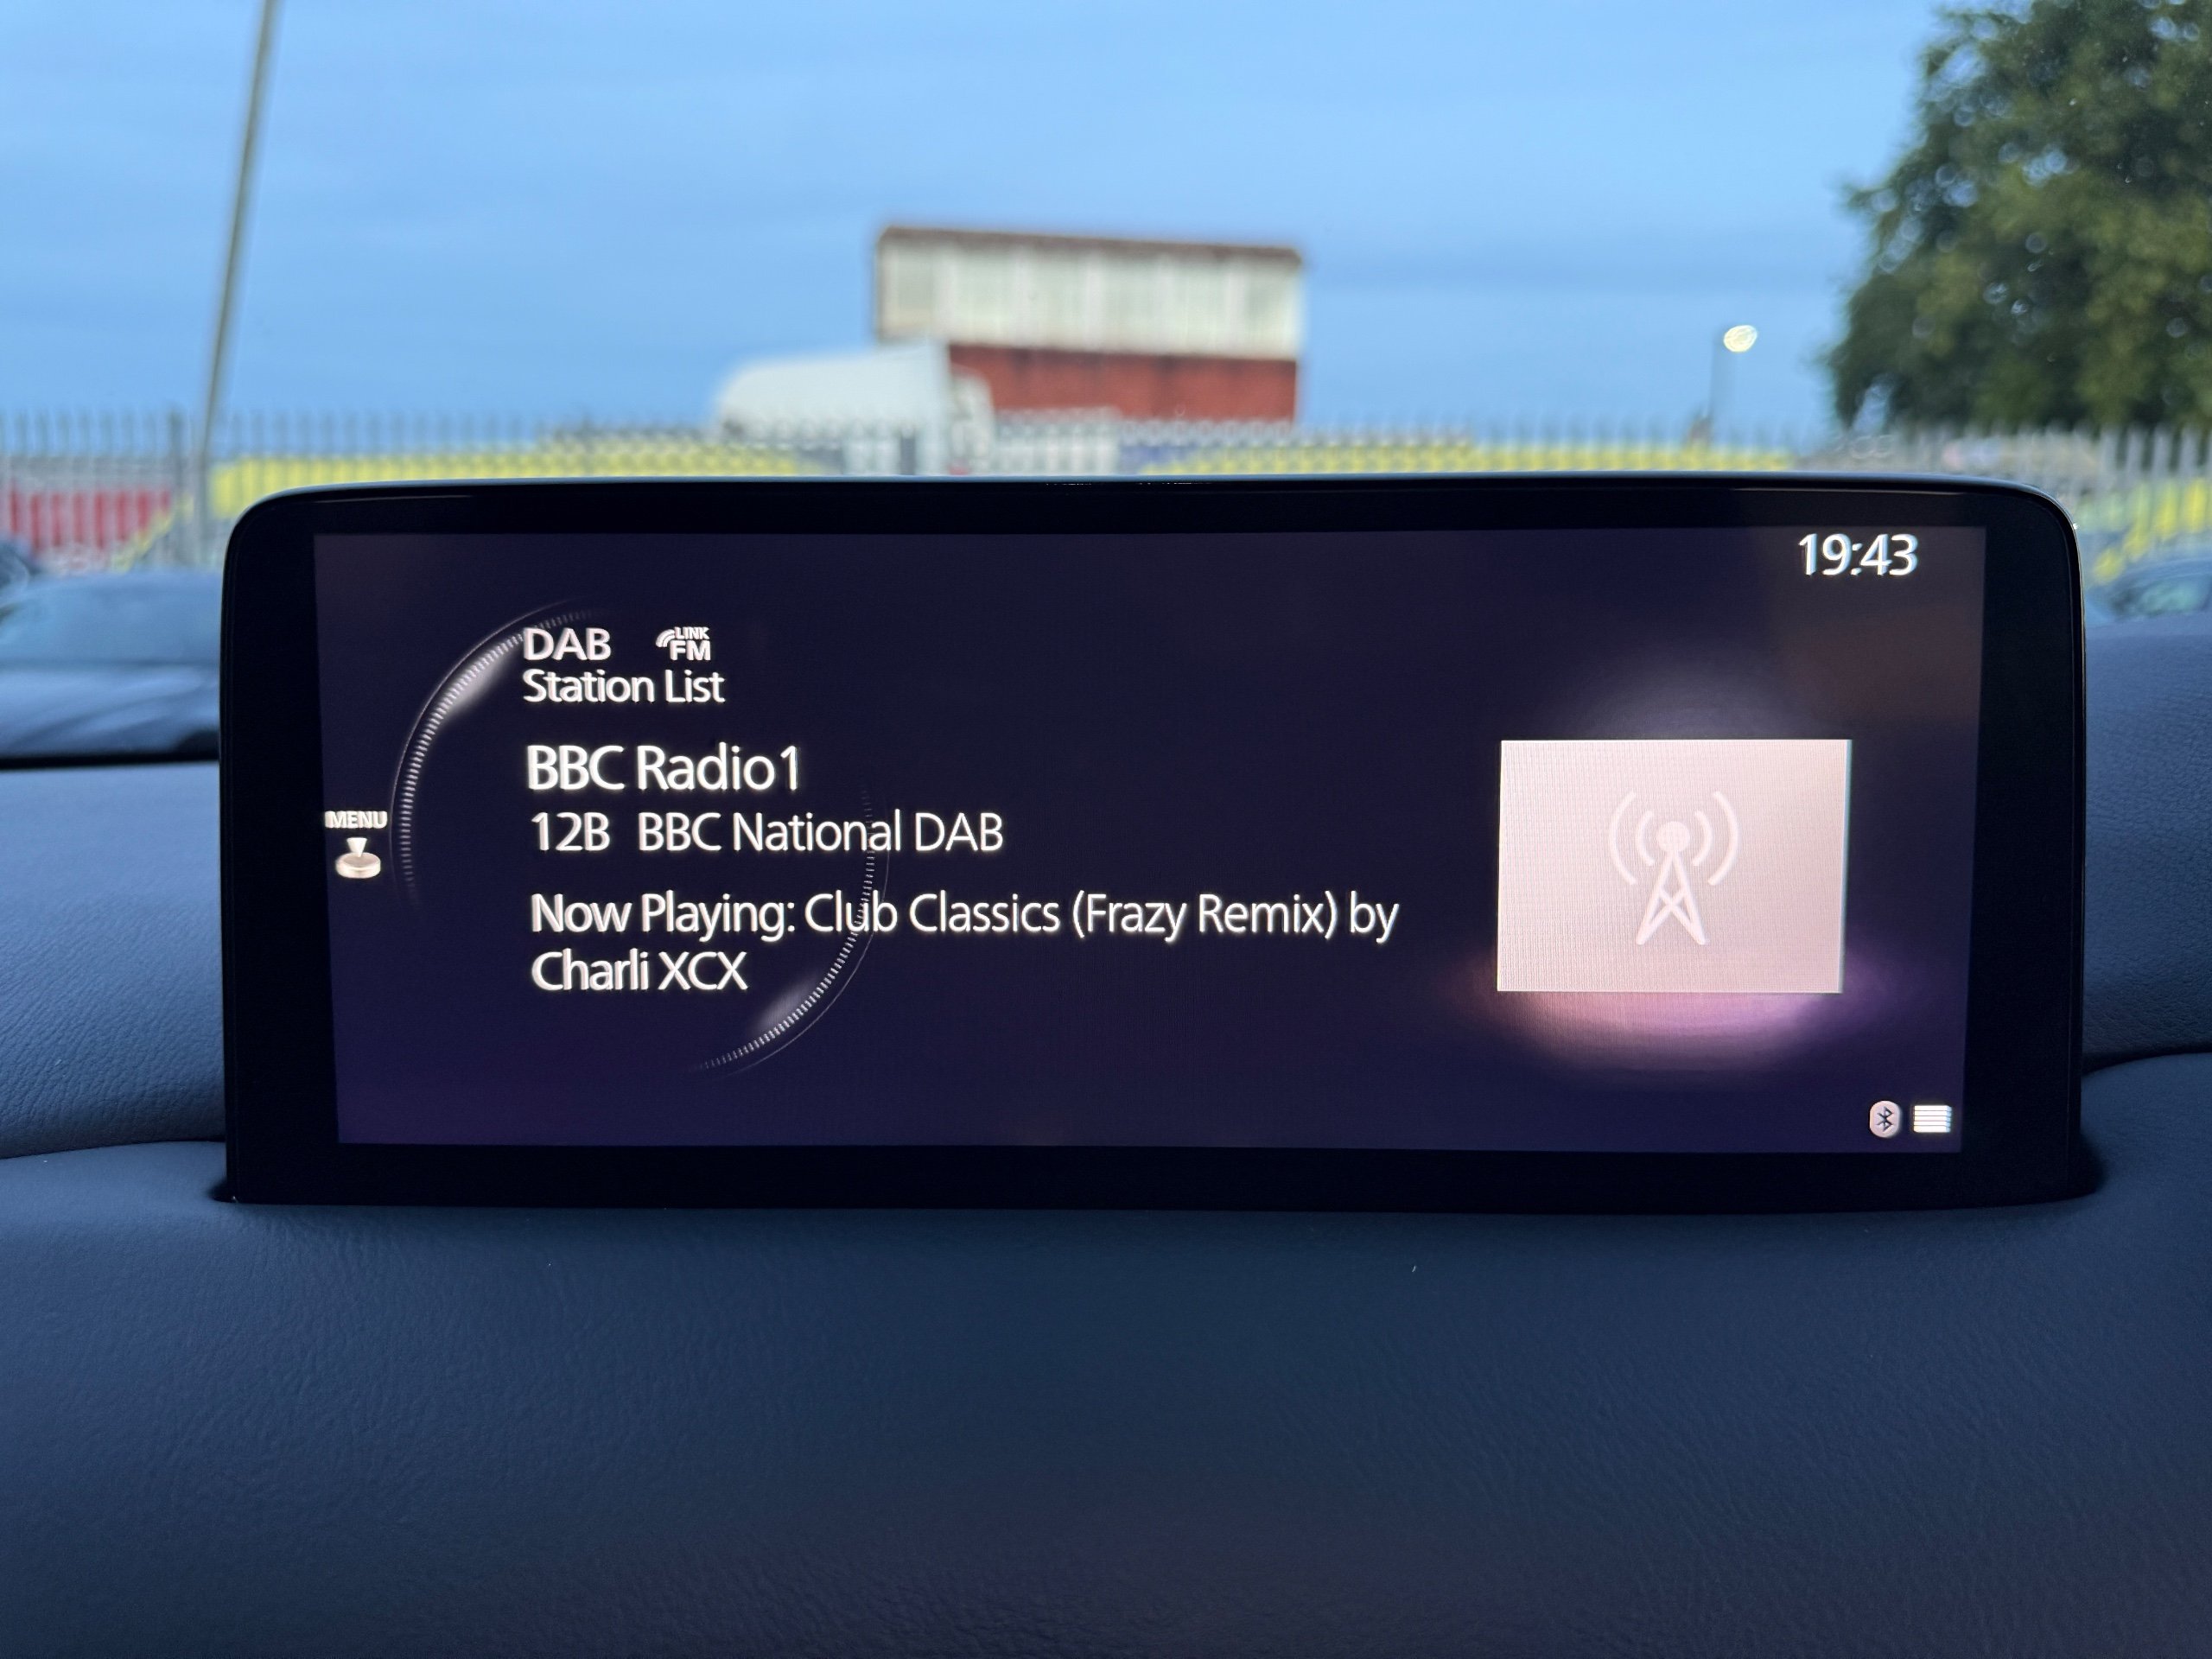 19:43
DAB LINK FM
Station List
BBC Radio1
12B BBC National DAB
MENU
Now Playing: Club Classics (Frazy Remix) by
Charli XCX